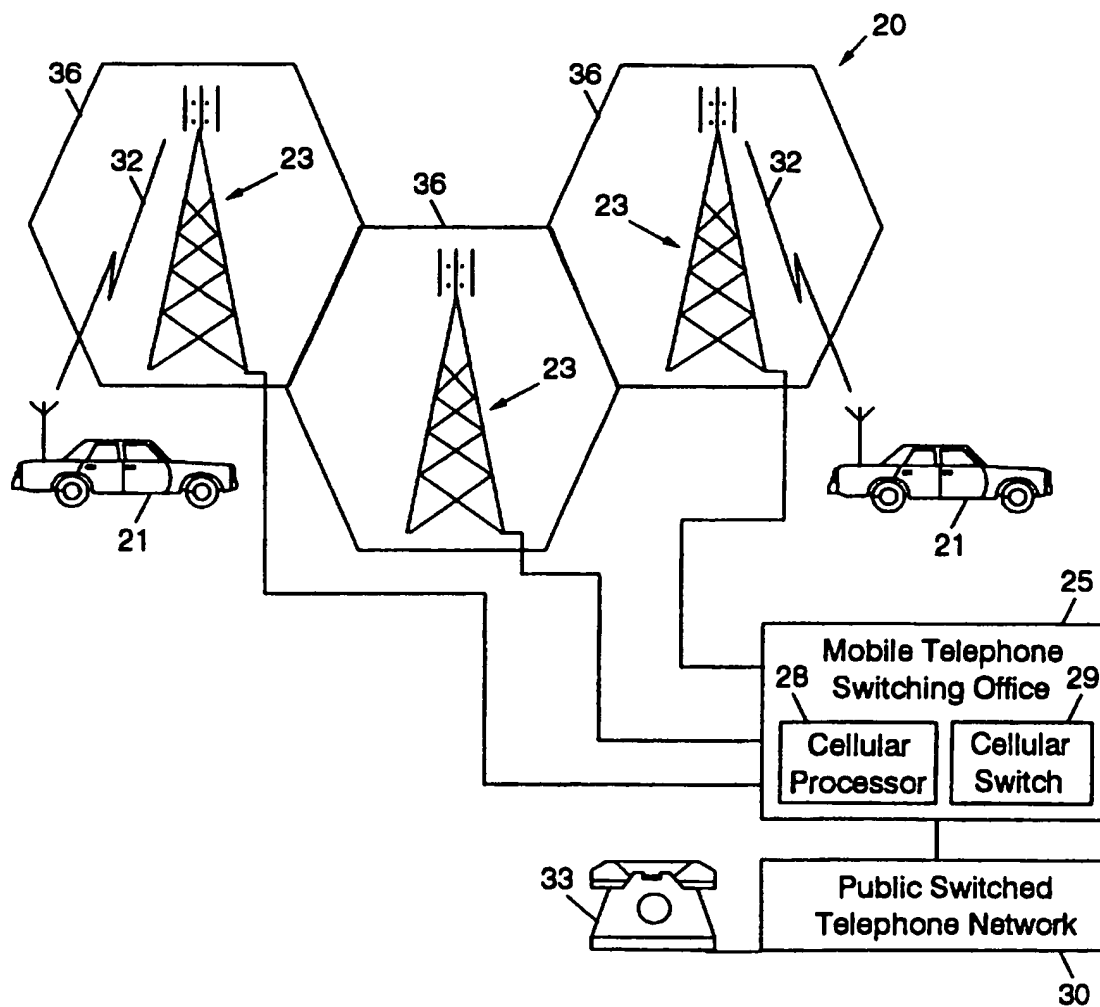 20
36
36
32
23
36
32
23
23
21
21
25
Mobile Telephone
Switching Office
28
29
Cellular
Processor
Cellular
Switch
33
Public Switched
Telephone Network
30